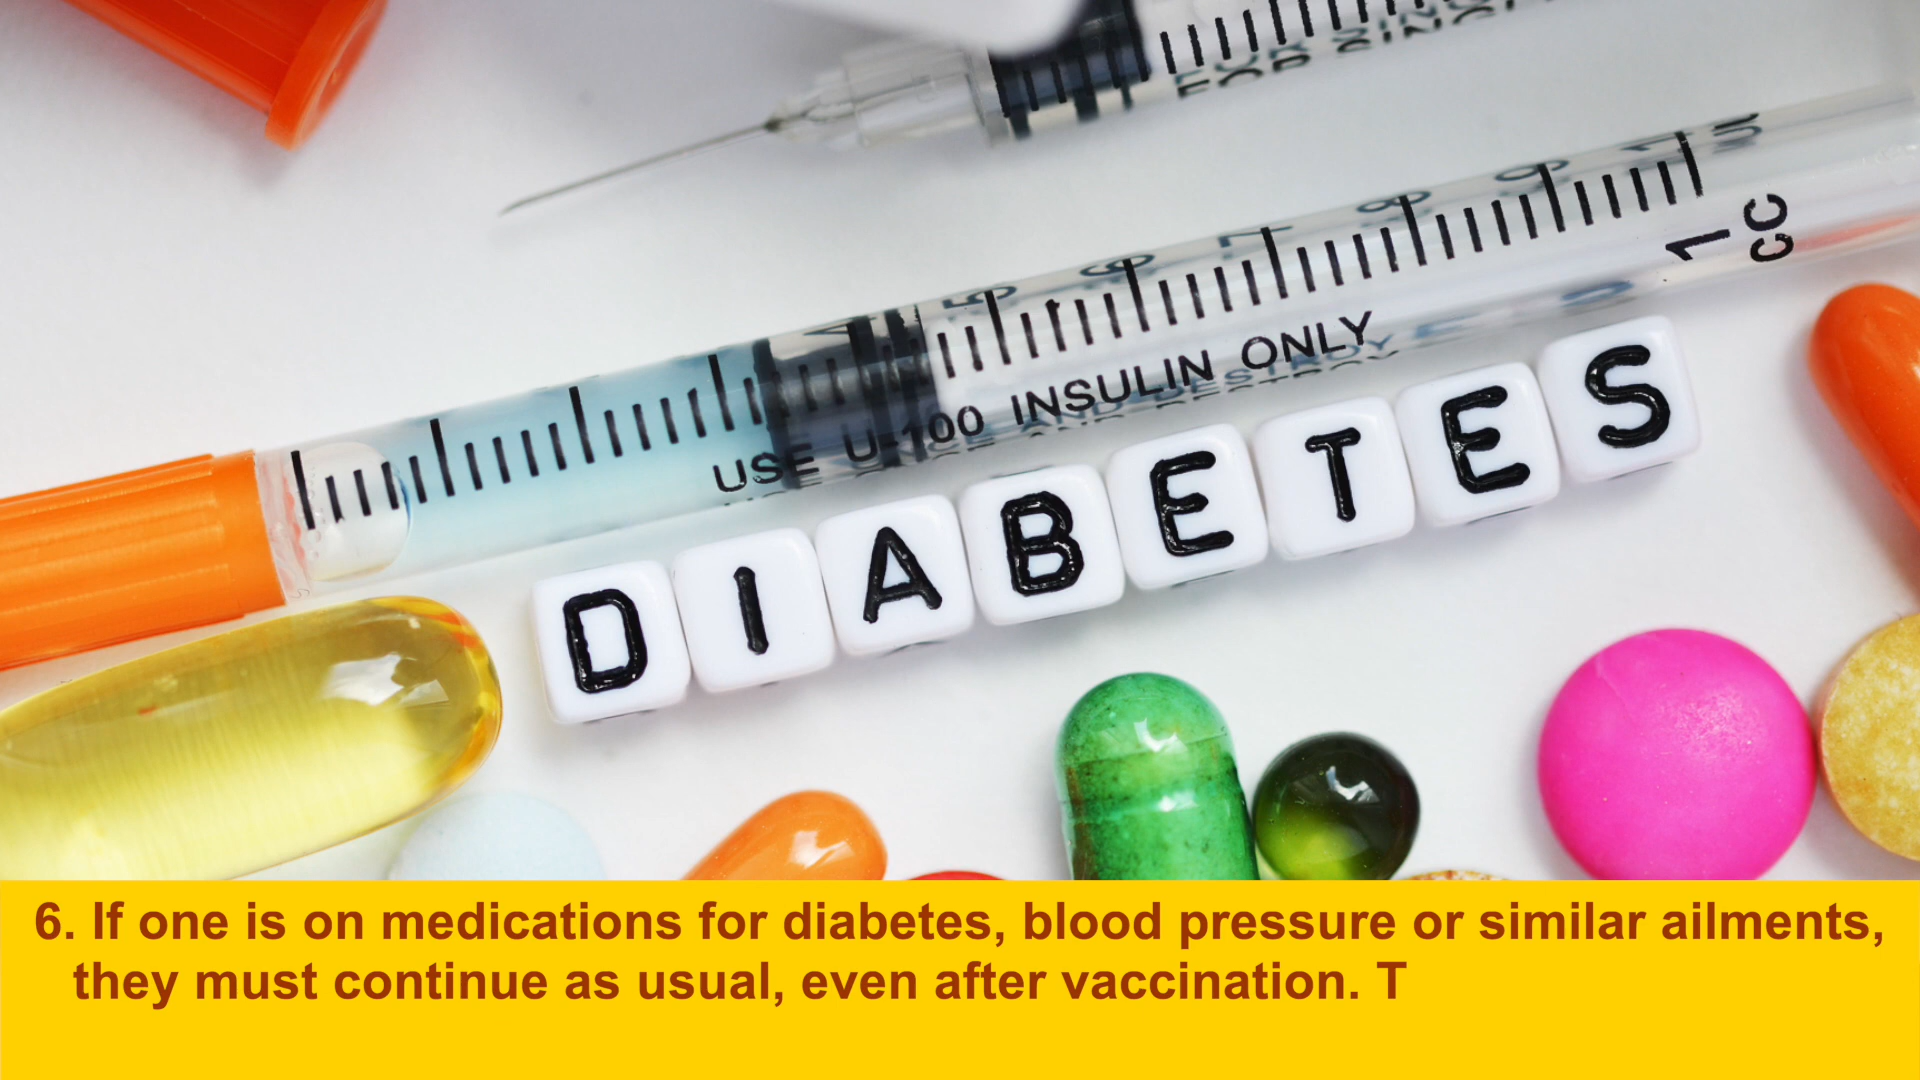 USE U-100 INSULIN ONLY
1
CC
DIABETES
6. If one is on medications for diabetes, blood pressure or similar ailments,
they must continue as usual, even after vaccination. T